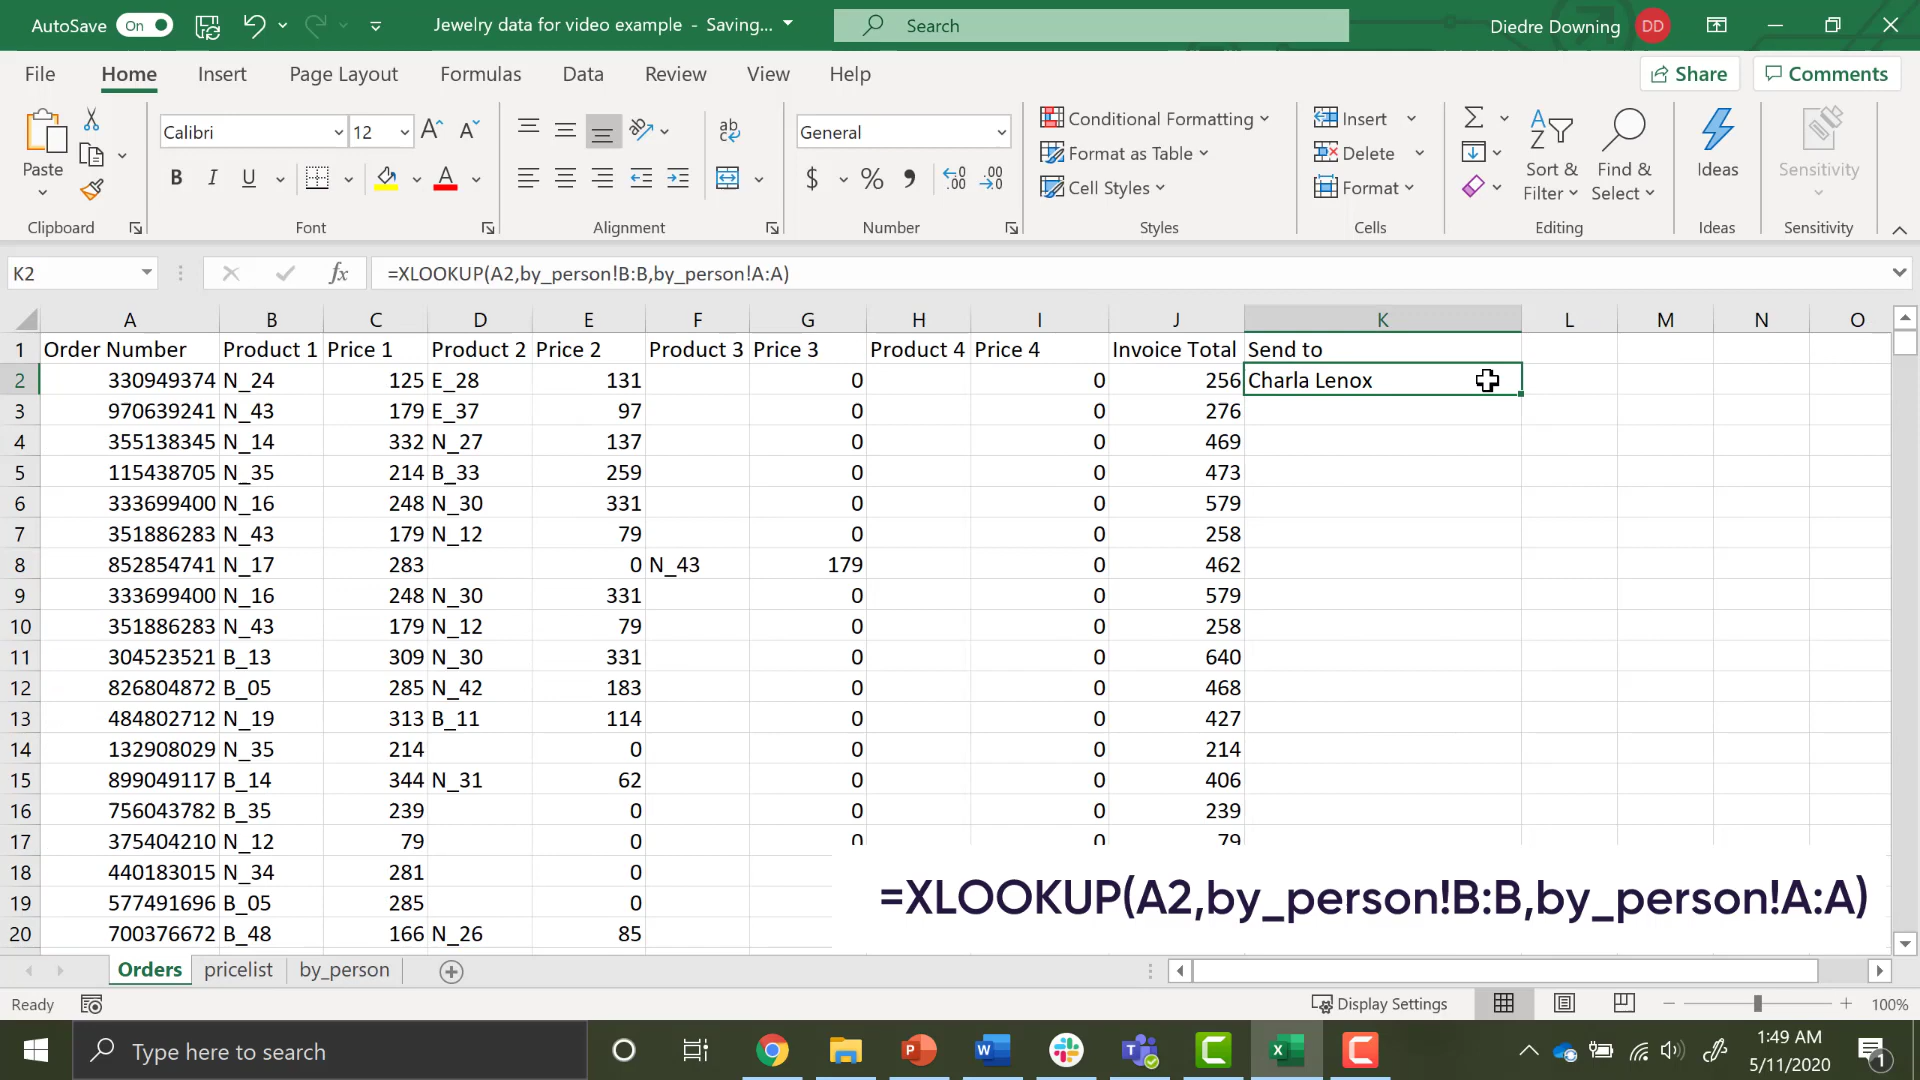 AutoSave On Jewelry data for video example - Saving... Search Diedre Downing DD
File Home Insert Page Layout Formulas Data Review View Help Share Comments
Calibri 12 General Conditional Formatting Insert
Paste Format as Table Delete Sort & Filter Find & Select Ideas Sensitivity
B I U $ % Cell Styles Format
Clipboard Font Alignment Number Styles Cells Editing Ideas Sensitivity
K2 fx =XLOOKUP(A2,by_person!B:B,by_person!A:A)
A B C D E F G H I J K L M N O
1 Order Number Product 1 Price 1 Product 2 Price 2 Product 3 Price 3 Product 4 Price 4 Invoice Total Send to
2 330949374 N_24 125 E_28 131 0 0 256 Charla Lenox
3 970639241 N_43 179 E_37 97 0 0 276
4 355138345 N_14 332 N_27 137 0 0 469
5 115438705 N_35 214 B_33 259 0 0 473
6 333699400 N_16 248 N_30 331 0 0 579
7 351886283 N_43 179 N_12 79 0 0 258
8 852854741 N_17 283 0 N_43 179 0 462
9 333699400 N_16 248 N_30 331 0 0 579
10 351886283 N_43 179 N_12 79 0 0 258
11 304523521 B_13 309 N_30 331 0 0 640
12 826804872 B_05 285 N_42 183 0 0 468
13 484802712 N_19 313 B_11 114 0 0 427
14 132908029 N_35 214 0 0 0 214
15 899049117 B_14 344 N_31 62 0 0 406
16 756043782 B_35 239 0 0 0 239
17 375404210 N_12 79 0 0 0 79
18 440183015 N_34 281 0
19 577491696 B_05 285 0
20 700376672 B_48 166 N_26 85
=XLOOKUP(A2,by_person!B:B,by_person!A:A)
Orders pricelist by_person
Ready Display Settings 100%
Type here to search 1:49 AM
5/11/2020 1